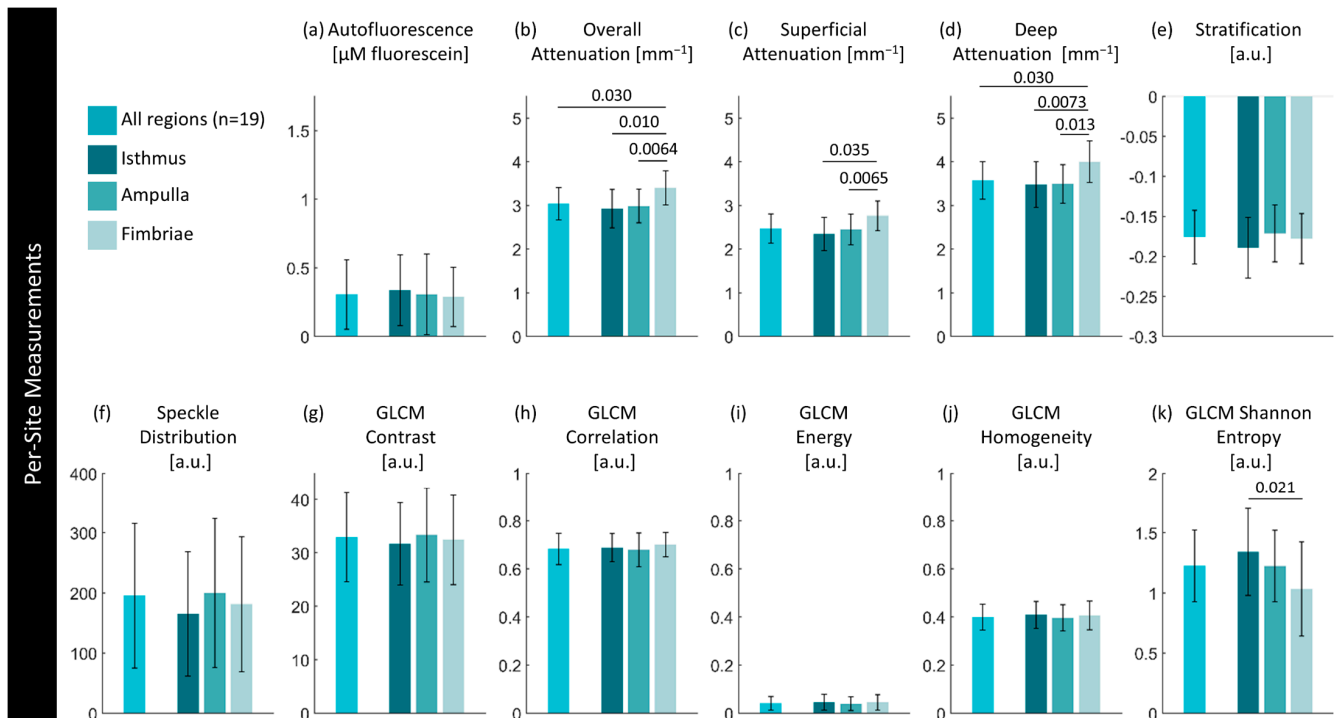 Per-Site Measurements
All regions (n=19)
Isthmus
Ampulla
Fimbriae
(a) Autofluorescence
[µM fluorescein]
1.5
1
0.5
0
(b) Overall
Attenuation [mm⁻¹]
0.030
0.010
0.0064
5
4
3
2
1
0
(c) Superficial
Attenuation [mm⁻¹]
0.035
0.0065
5
4
3
2
1
0
(d) Deep
Attenuation [mm⁻¹]
0.030
0.0073
0.013
5
4
3
2
1
0
(e) Stratification
[a.u.]
0
-0.05
-0.1
-0.15
-0.2
-0.25
-0.3
(f) Speckle
Distribution
[a.u.]
400
300
200
100
0
(g) GLCM
Contrast
[a.u.]
40
30
20
10
0
(h) GLCM
Correlation
[a.u.]
1
0.8
0.6
0.4
0.2
0
(i) GLCM
Energy
[a.u.]
1
0.8
0.6
0.4
0.2
0
(j) GLCM
Homogeneity
[a.u.]
1
0.8
0.6
0.4
0.2
0
(k) GLCM Shannon
Entropy
[a.u.]
0.021
2
1.5
1
0.5
0